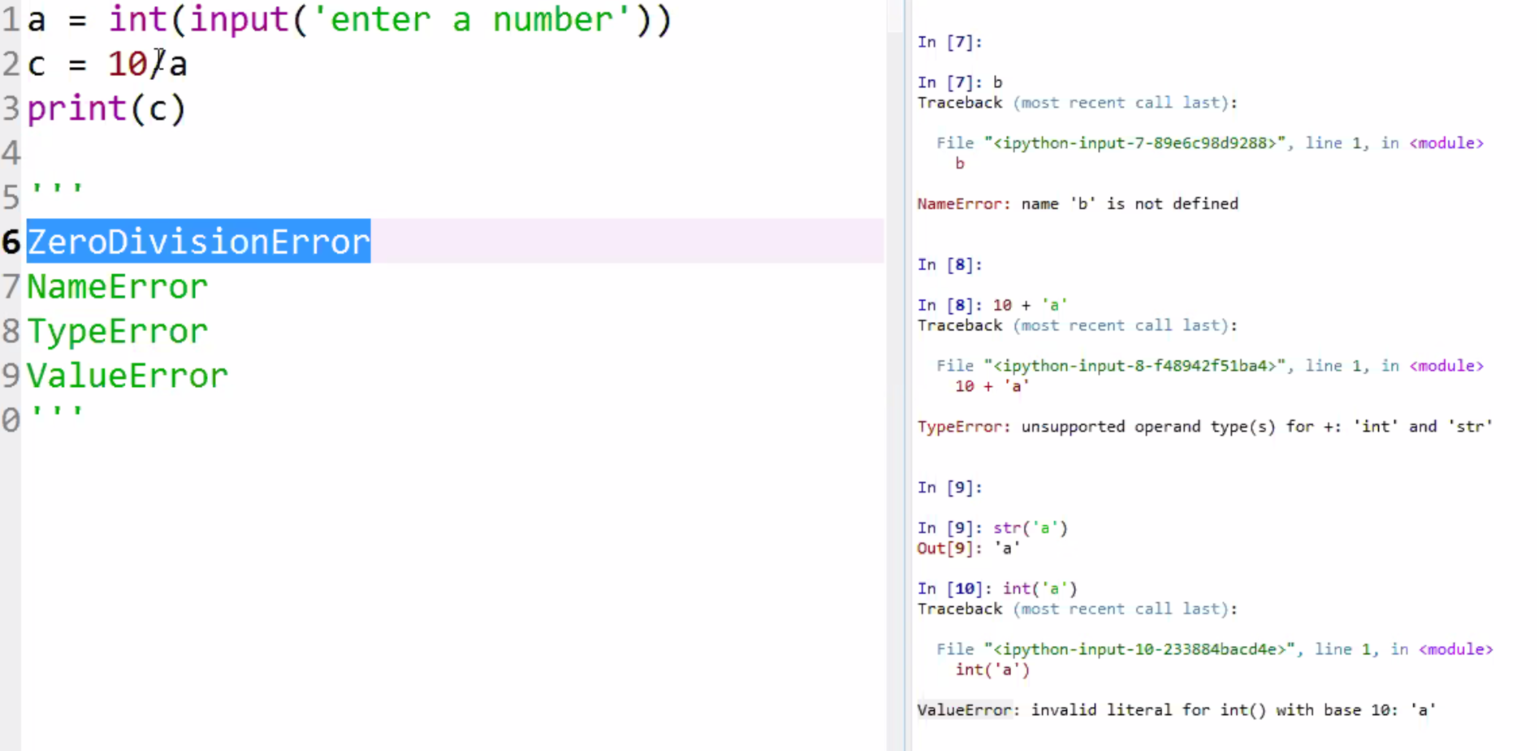 1 a = int(input('enter a number'))
2 c = 10/a
3 print(c)
4
5 '''
6 ZeroDivisionError
7 NameError
8 TypeError
9 ValueError
0 '''
In [7]:
In [7]: b
Traceback (most recent call last):
File "<ipython-input-7-89e6c98d9288>", line 1, in <module>
b
NameError: name 'b' is not defined
In [8]:
In [8]: 10 + 'a'
Traceback (most recent call last):
File "<ipython-input-8-f48942f51ba4>", line 1, in <module>
10 + 'a'
TypeError: unsupported operand type(s) for +: 'int' and 'str'
In [9]:
In [9]: str('a')
Out[9]: 'a'
In [10]: int('a')
Traceback (most recent call last):
File "<ipython-input-10-233884bacd4e>", line 1, in <module>
int('a')
ValueError: invalid literal for int() with base 10: 'a'